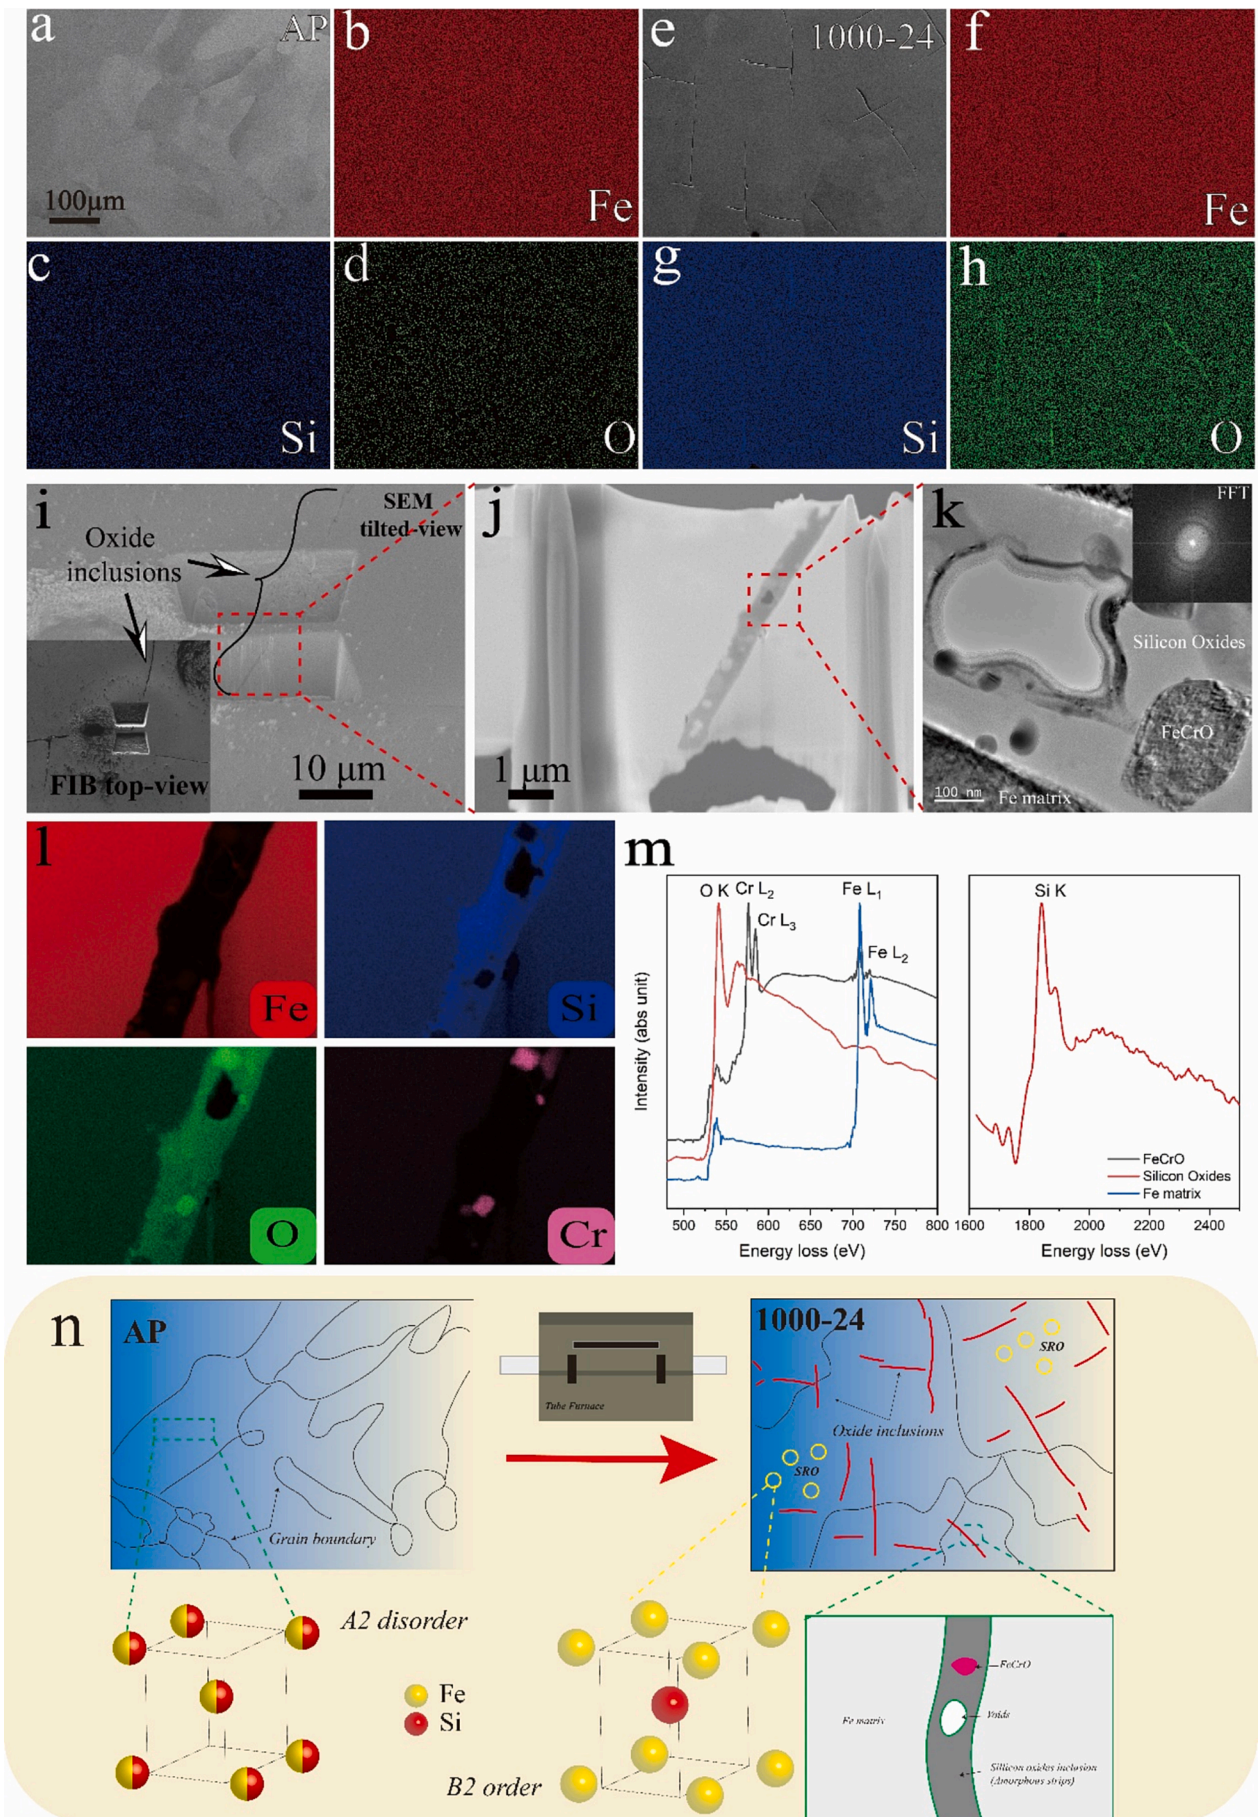 a
AP
100μm
b
Fe
e
1000-24
f
Fe
c
Si
d
O
g
Si
h
O
i
SEM
tilted-view
Oxide
inclusions
FIB top-view
10 μm
j
1 μm
k
FFT
Silicon Oxides
FeCrO
Fe matrix
100 nm
l
Fe
Si
O
Cr
m
Intensity (abs unit)
O K
Cr L2
Cr L3
Fe L1
Fe L2
500 550 600 650 700 750 800
Energy loss (eV)
Si K
FeCrO
Silicon Oxides
Fe matrix
1600 1800 2000 2200 2400
Energy loss (eV)
n
AP
Grain boundary
Tube Furnace
1000-24
SRO
Oxide inclusions
SRO
A2 disorder
Fe
Si
B2 order
FeCrO
Voids
Fe matrix
Sillicon oxides inclusion
(Amorphous strips)